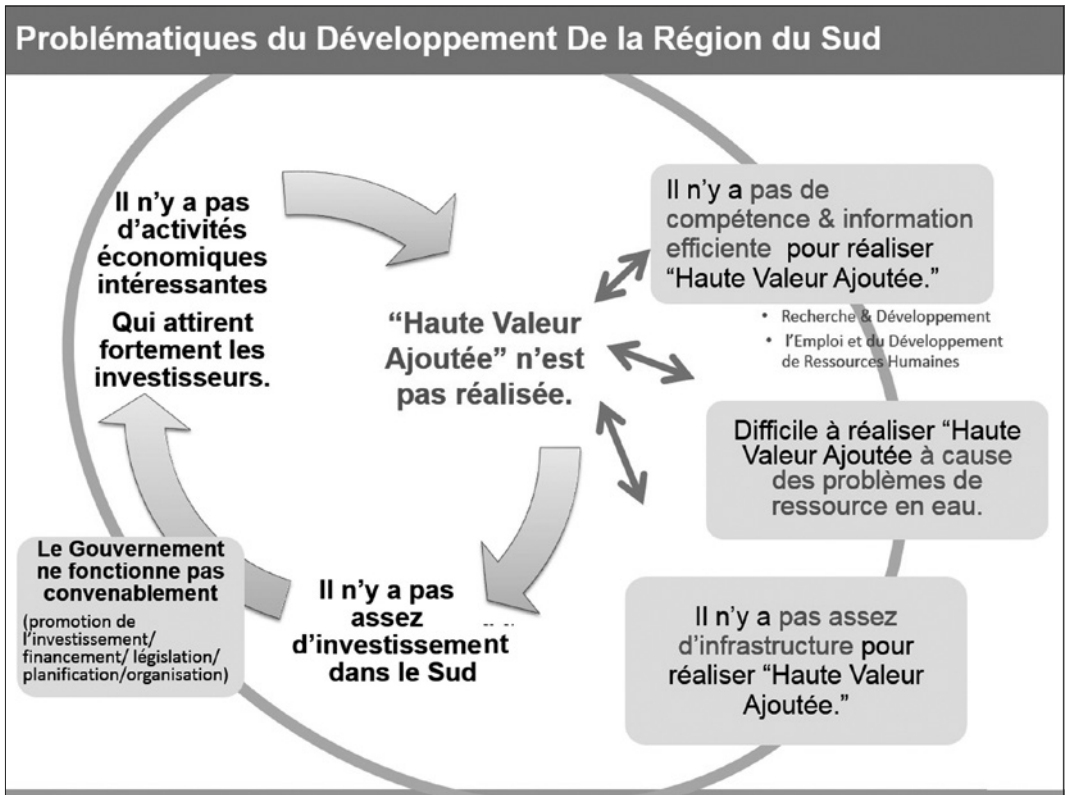 Problématiques du Développement De la Région du Sud
Il n’y a pas
d’activités
économiques
intéressantes
Qui attirent
fortement les
investisseurs.
“Haute Valeur
Ajoutée” n’est
pas réalisée.
Il n’y a pas de
compétence & information
efficiente pour réaliser
“Haute Valeur Ajoutée.”
• Recherche & Développement
• l’Emploi et du Développement
de Ressources Humaines
Difficile à réaliser “Haute
Valeur Ajoutée à cause
des problèmes de
ressource en eau.
Il n’y a pas assez
d’infrastructure pour
réaliser “Haute Valeur
Ajoutée.”
Il n’y a pas
assez
d’investissement
dans le Sud
Le Gouvernement
ne fonctionne pas
convenablement
(promotion de
l’investissement/
financement/ législation/
planification/organisation)